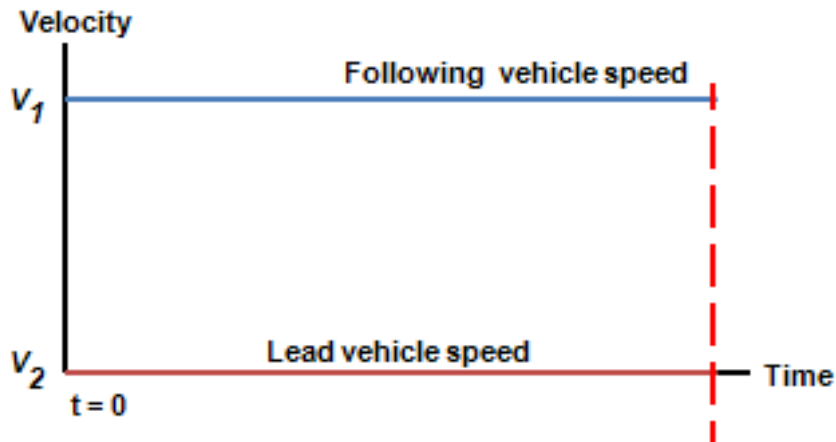 Velocity
Following vehicle speed
V1
Lead vehicle speed
V2
Time
t = 0